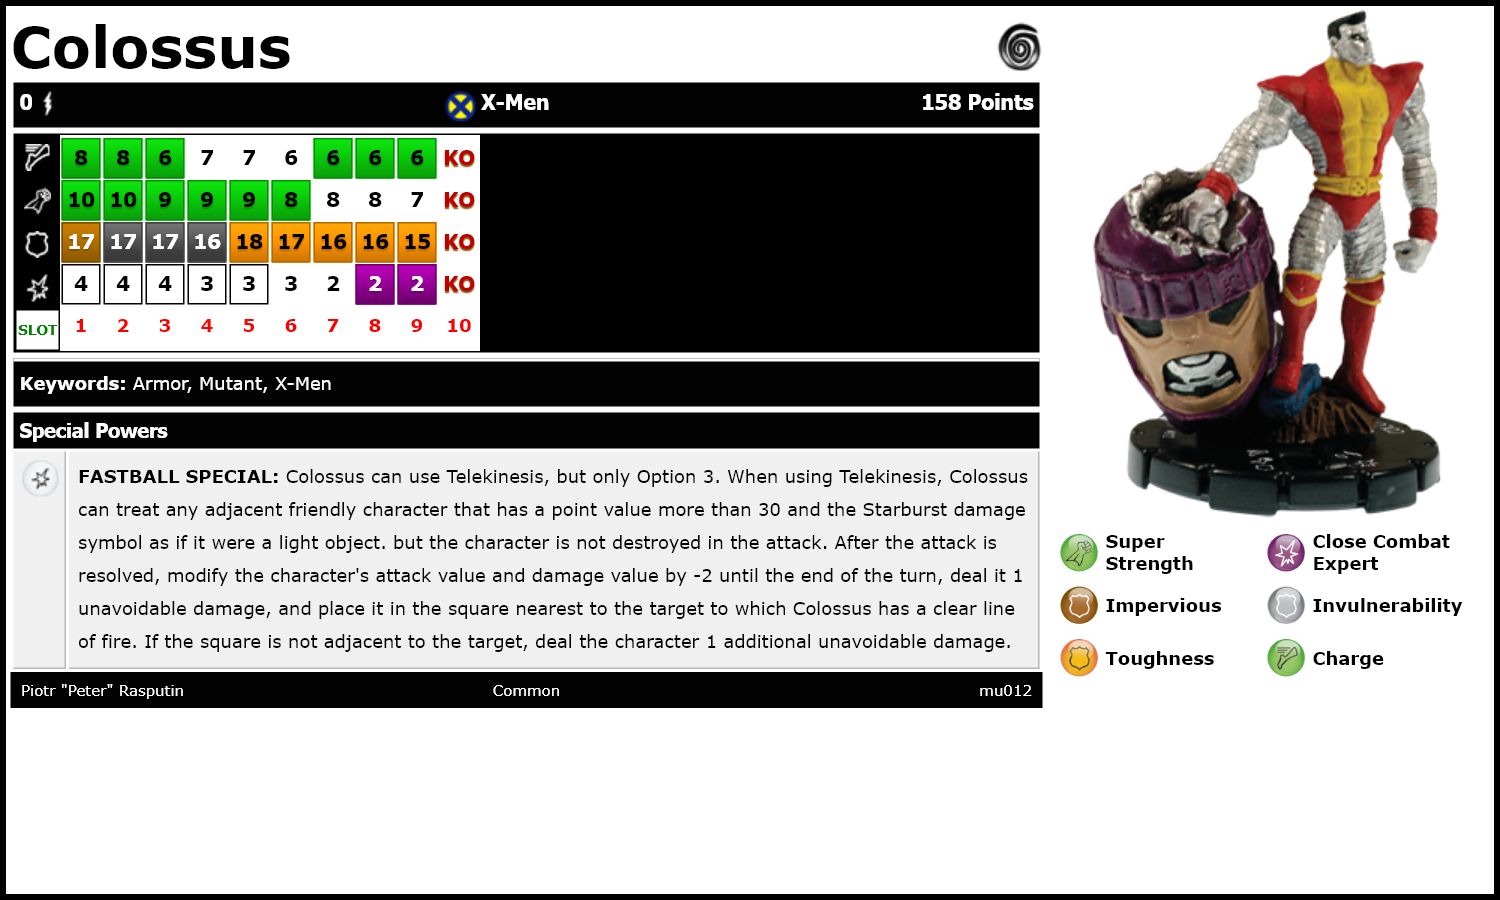 Colossus
0 X-Men 158 Points
8 8 6 7 7 6 6 6 6 KO
10 10 9 9 9 8 8 8 7 KO
17 17 17 16 18 17 16 16 15 KO
4 4 4 3 3 3 2 2 2 KO
SLOT 1 2 3 4 5 6 7 8 9 10
Keywords: Armor, Mutant, X-Men
Special Powers
FASTBALL SPECIAL: Colossus can use Telekinesis, but only Option 3. When using Telekinesis, Colossus
can treat any adjacent friendly character that has a point value more than 30 and the Starburst damage
symbol as if it were a light object. but the character is not destroyed in the attack. After the attack is
resolved, modify the character's attack value and damage value by -2 until the end of the turn, deal it 1
unavoidable damage, and place it in the square nearest to the target to which Colossus has a clear line
of fire. If the square is not adjacent to the target, deal the character 1 additional unavoidable damage.
Piotr "Peter" Rasputin Common mu012
Super
Strength
Close Combat
Expert
Impervious
Invulnerability
Toughness
Charge